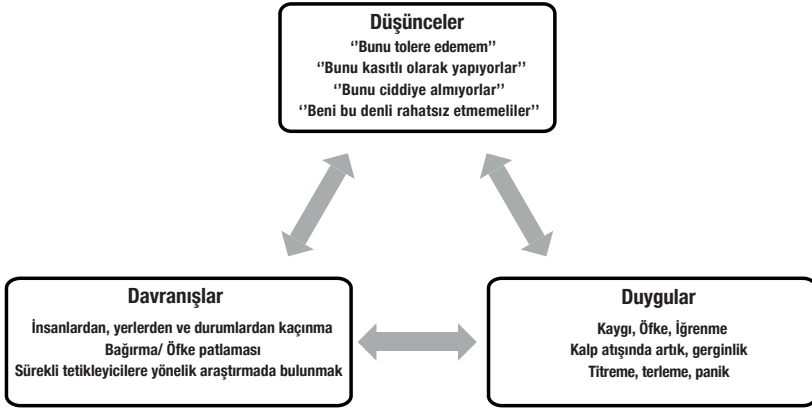 Düşünceler
‘’Bunu tolere edemem’’
‘’Bunu kasıtlı olarak yapıyorlar’’
‘’Bunu ciddiye almıyorlar’’
‘’Beni bu denli rahatsız etmemeliler’’
Davranışlar
İnsanlardan, yerlerden ve durumlardan kaçınma
Bağırma/ Öfke patlaması
Sürekli tetikleyicilere yönelik araştırmada bulunmak
Duygular
Kaygı, Öfke, İğrenme
Kalp atışında artık, gerginlik
Titreme, terleme, panik